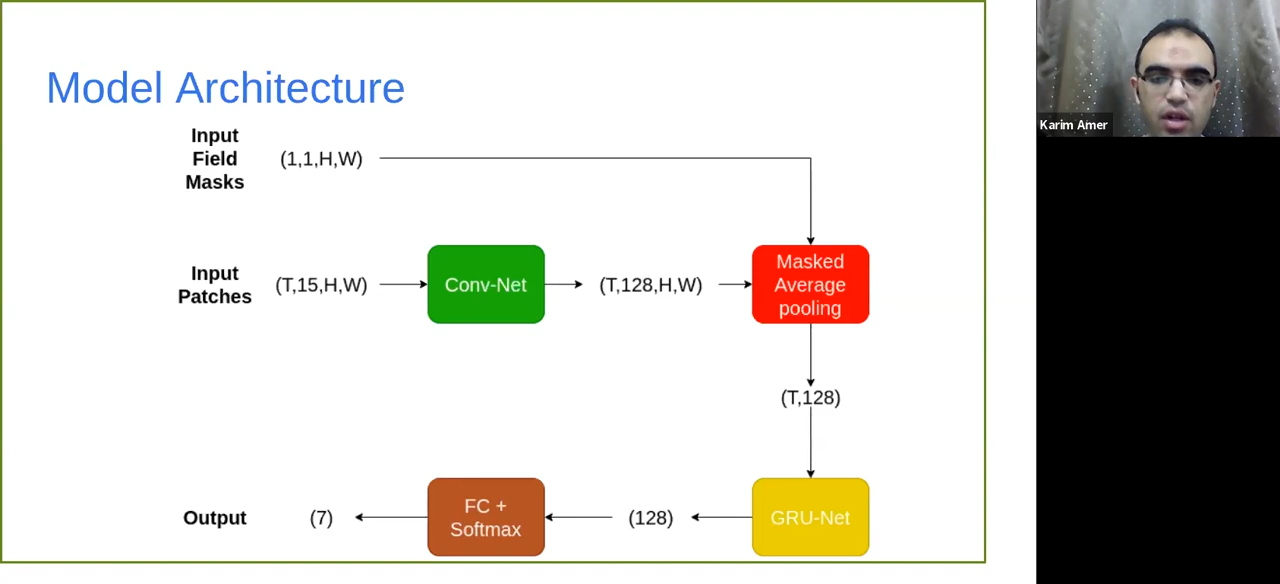 Model Architecture
Input
Field
Masks
(1,1,H,W)
Input
Patches
(T,15,H,W)
Conv-Net
(T,128,H,W)
Masked
Average
pooling
(T,128)
Output
(7)
FC +
Softmax
(128)
GRU-Net
Karim Amer